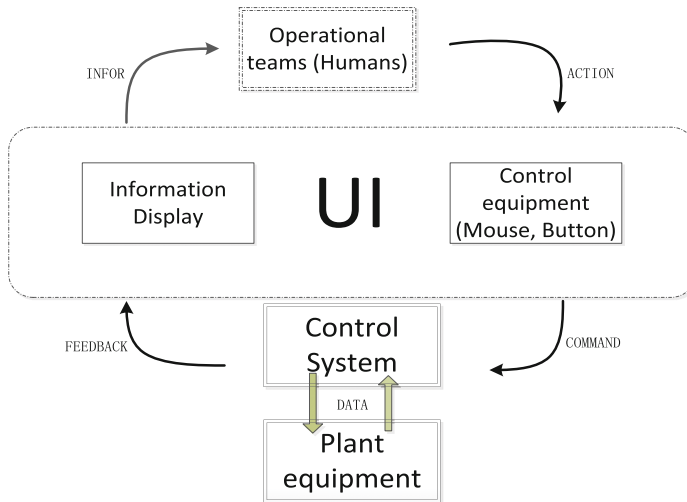 Operational
teams (Humans)
INFOR
ACTION
Information
Display
UI
Control
equipment
(Mouse, Button)
FEEDBACK
Control
System
COMMAND
DATA
Plant
equipment